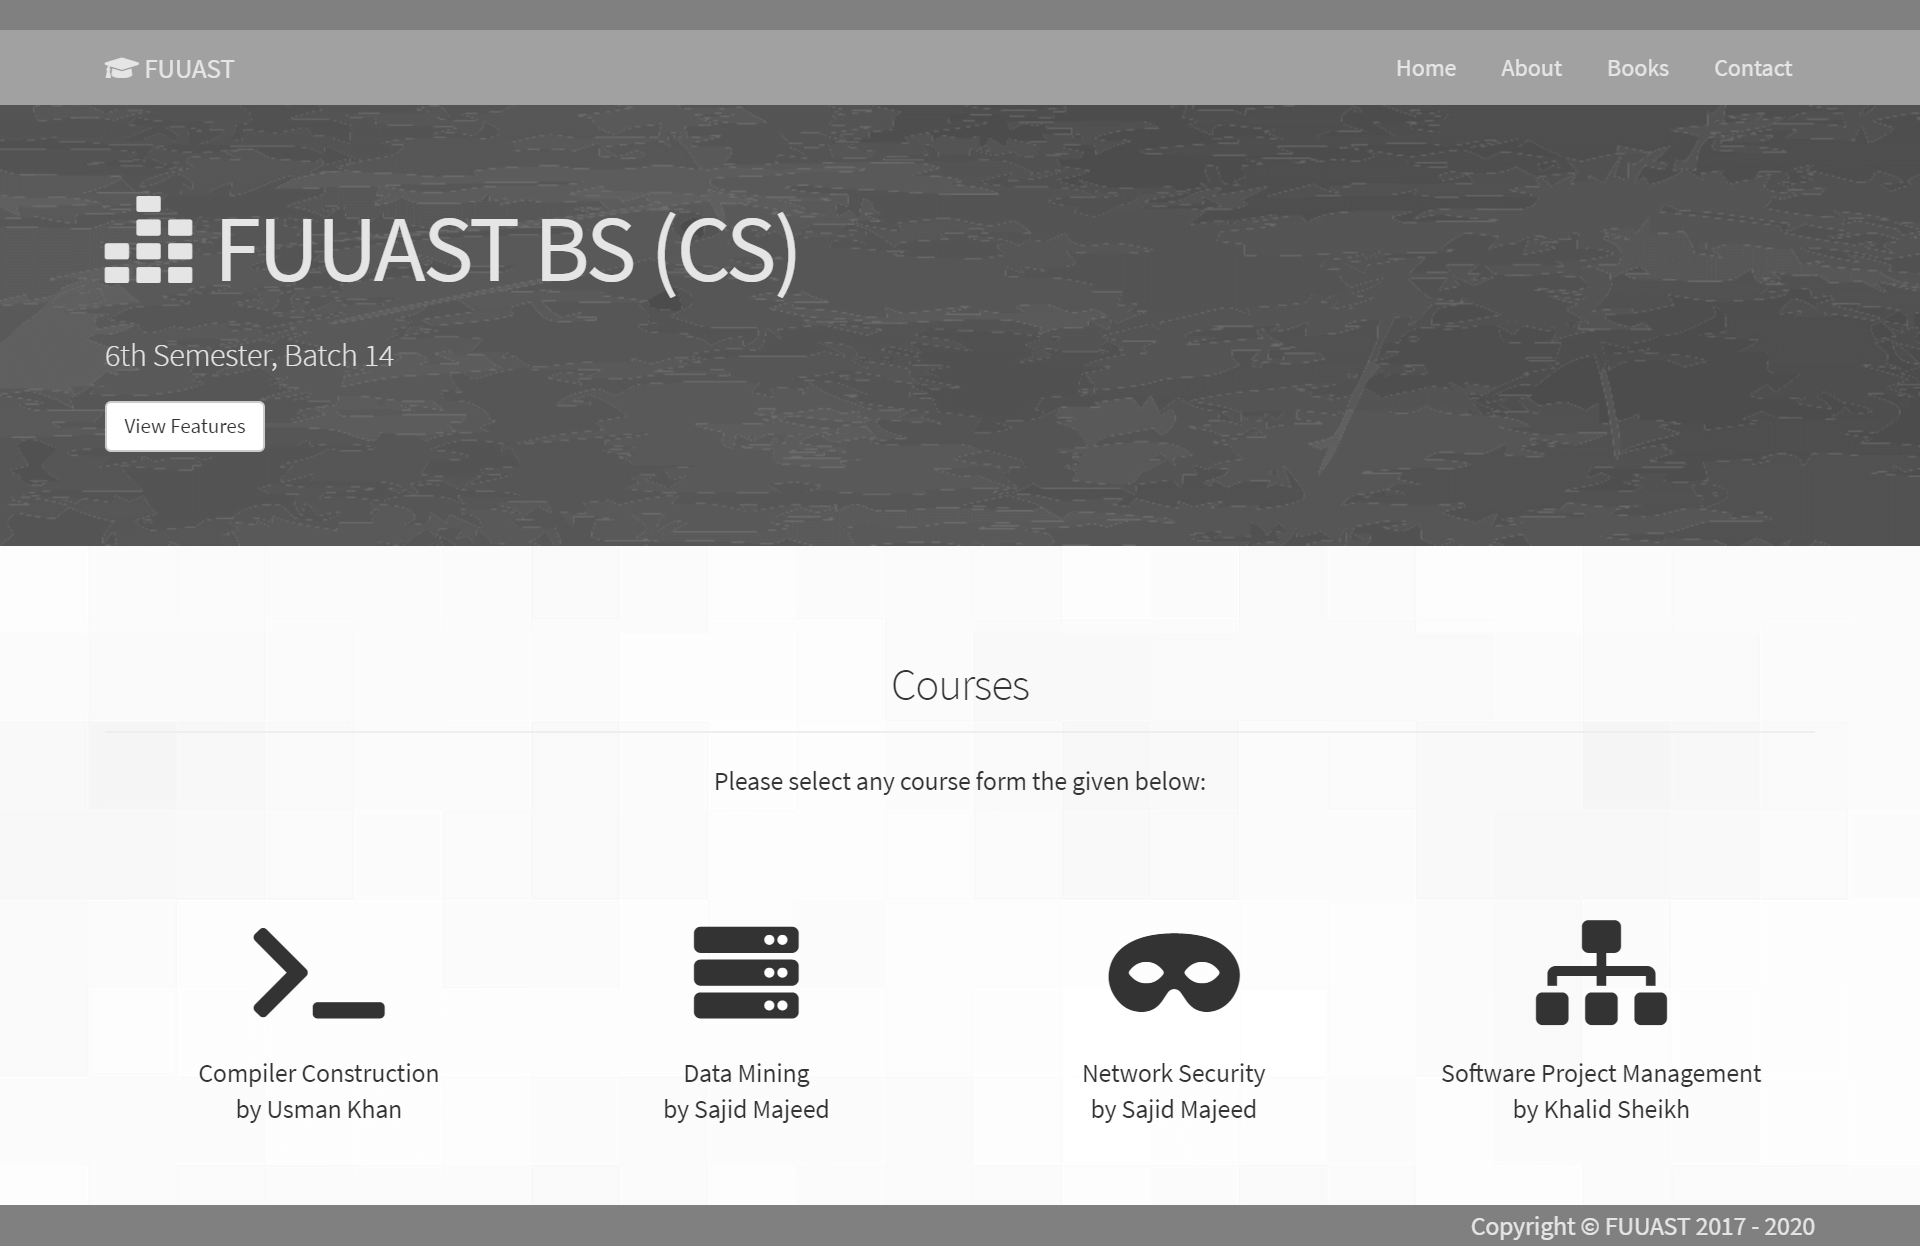 FUUAST
Home About Books Contact
FUUAST BS (CS)
6th Semester, Batch 14
View Features
Courses
Please select any course form the given below:
Compiler Construction
by Usman Khan
Data Mining
by Sajid Majeed
Network Security
by Sajid Majeed
Software Project Management
by Khalid Sheikh
Copyright © FUUAST 2017 - 2020